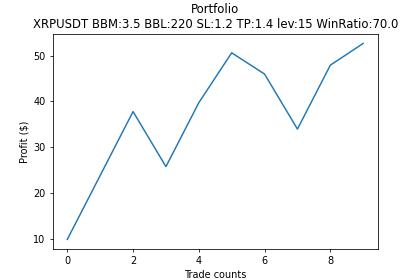 Portfolio
XRPUSDT BBM:3.5 BBL:220 SL:1.2 TP:1.4 lev:15 WinRatio:70.0
50
40
30
20
10
Profit ($)
0 2 4 6 8
Trade counts